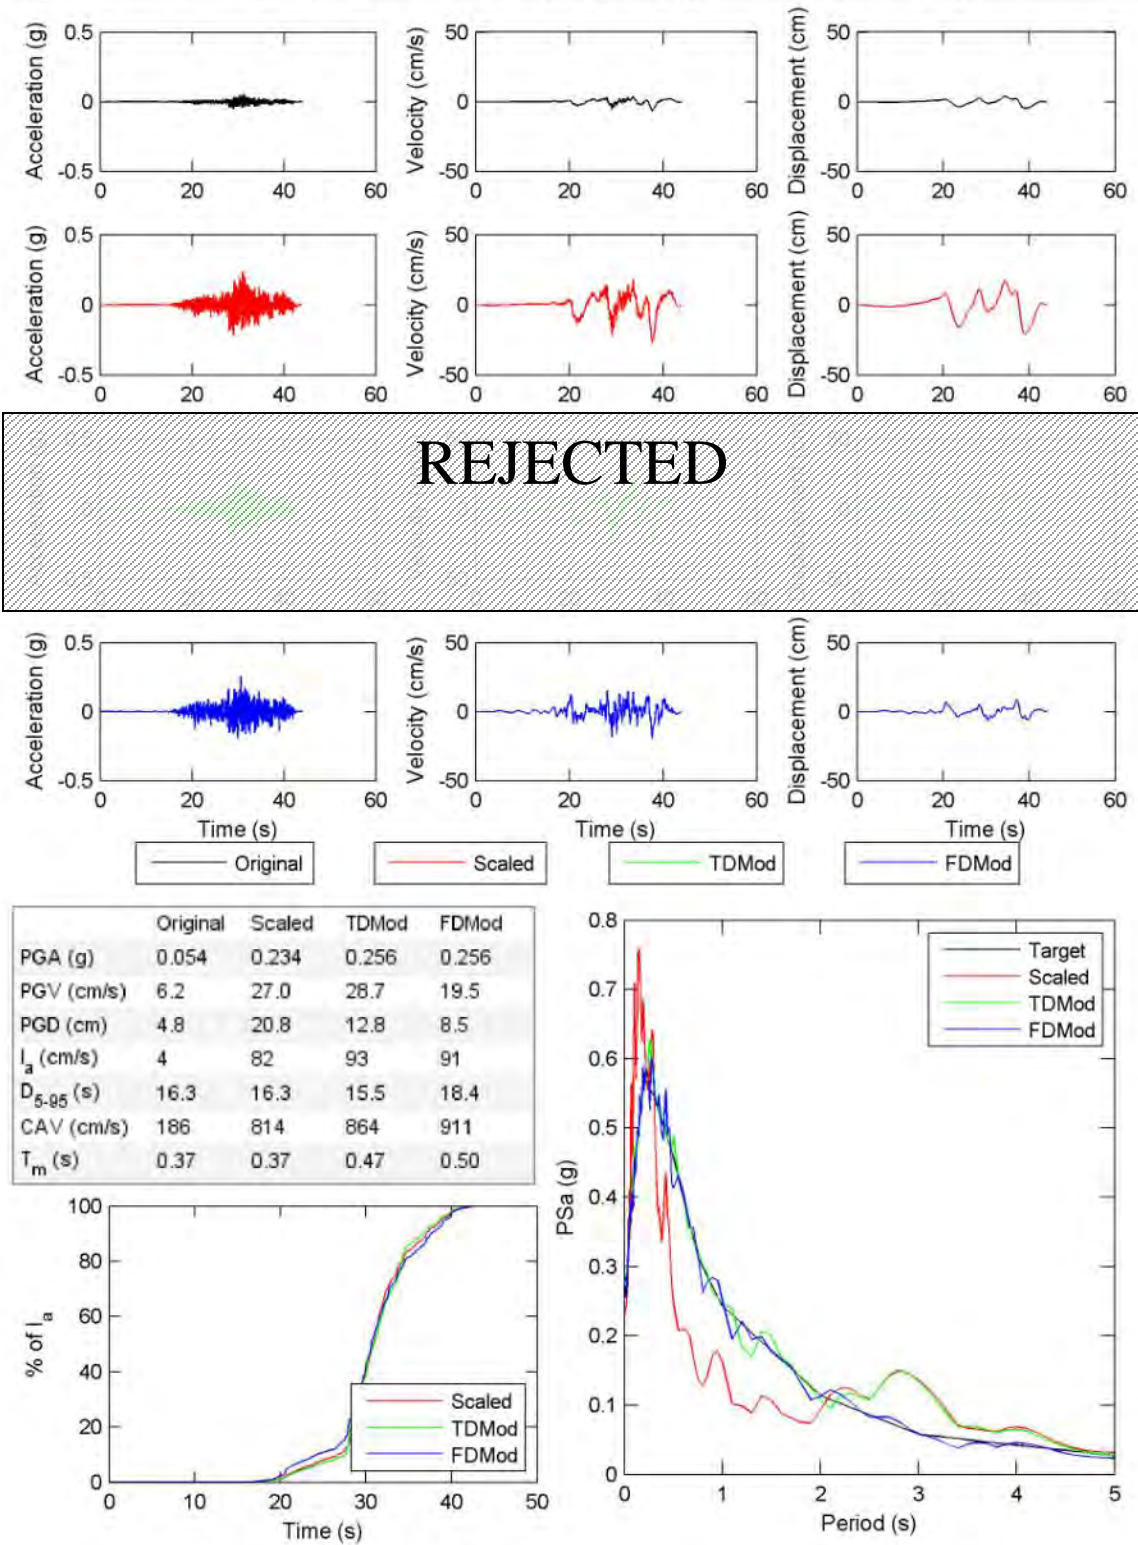 Acceleration (g)
0.5
0
-0.5
0 20 40 60
Velocity (cm/s)
50
0
-50
0 20 40 60
Displacement (cm)
50
0
-50
0 20 40 60
Acceleration (g)
0.5
0
-0.5
0 20 40 60
Velocity (cm/s)
50
0
-50
0 20 40 60
Displacement (cm)
50
0
-50
0 20 40 60
REJECTED
Acceleration (g)
0.5
0
-0.5
0 20 40 60
Time (s)
Velocity (cm/s)
50
0
-50
0 20 40 60
Time (s)
Displacement (cm)
50
0
-50
0 20 40 60
Time (s)
Original
Scaled
TDMod
FDMod
Original Scaled TDMod FDMod
PGA (g) 0.054 0.234 0.256 0.256
PGV (cm/s) 6.2 27.0 28.7 19.5
PGD (cm) 4.8 20.8 12.8 8.5
Ia (cm/s) 4 82 93 91
D5-95 (s) 16.3 16.3 15.5 18.4
CAV (cm/s) 186 814 864 911
Tm (s) 0.37 0.37 0.47 0.50
% of Ia
100
80
60
40
20
0
Scaled
TDMod
FDMod
0 10 20 30 40 50
Time (s)
PSa (g)
0.8
0.7
0.6
0.5
0.4
0.3
0.2
0.1
0
Target
Scaled
TDMod
FDMod
0 1 2 3 4 5
Period (s)